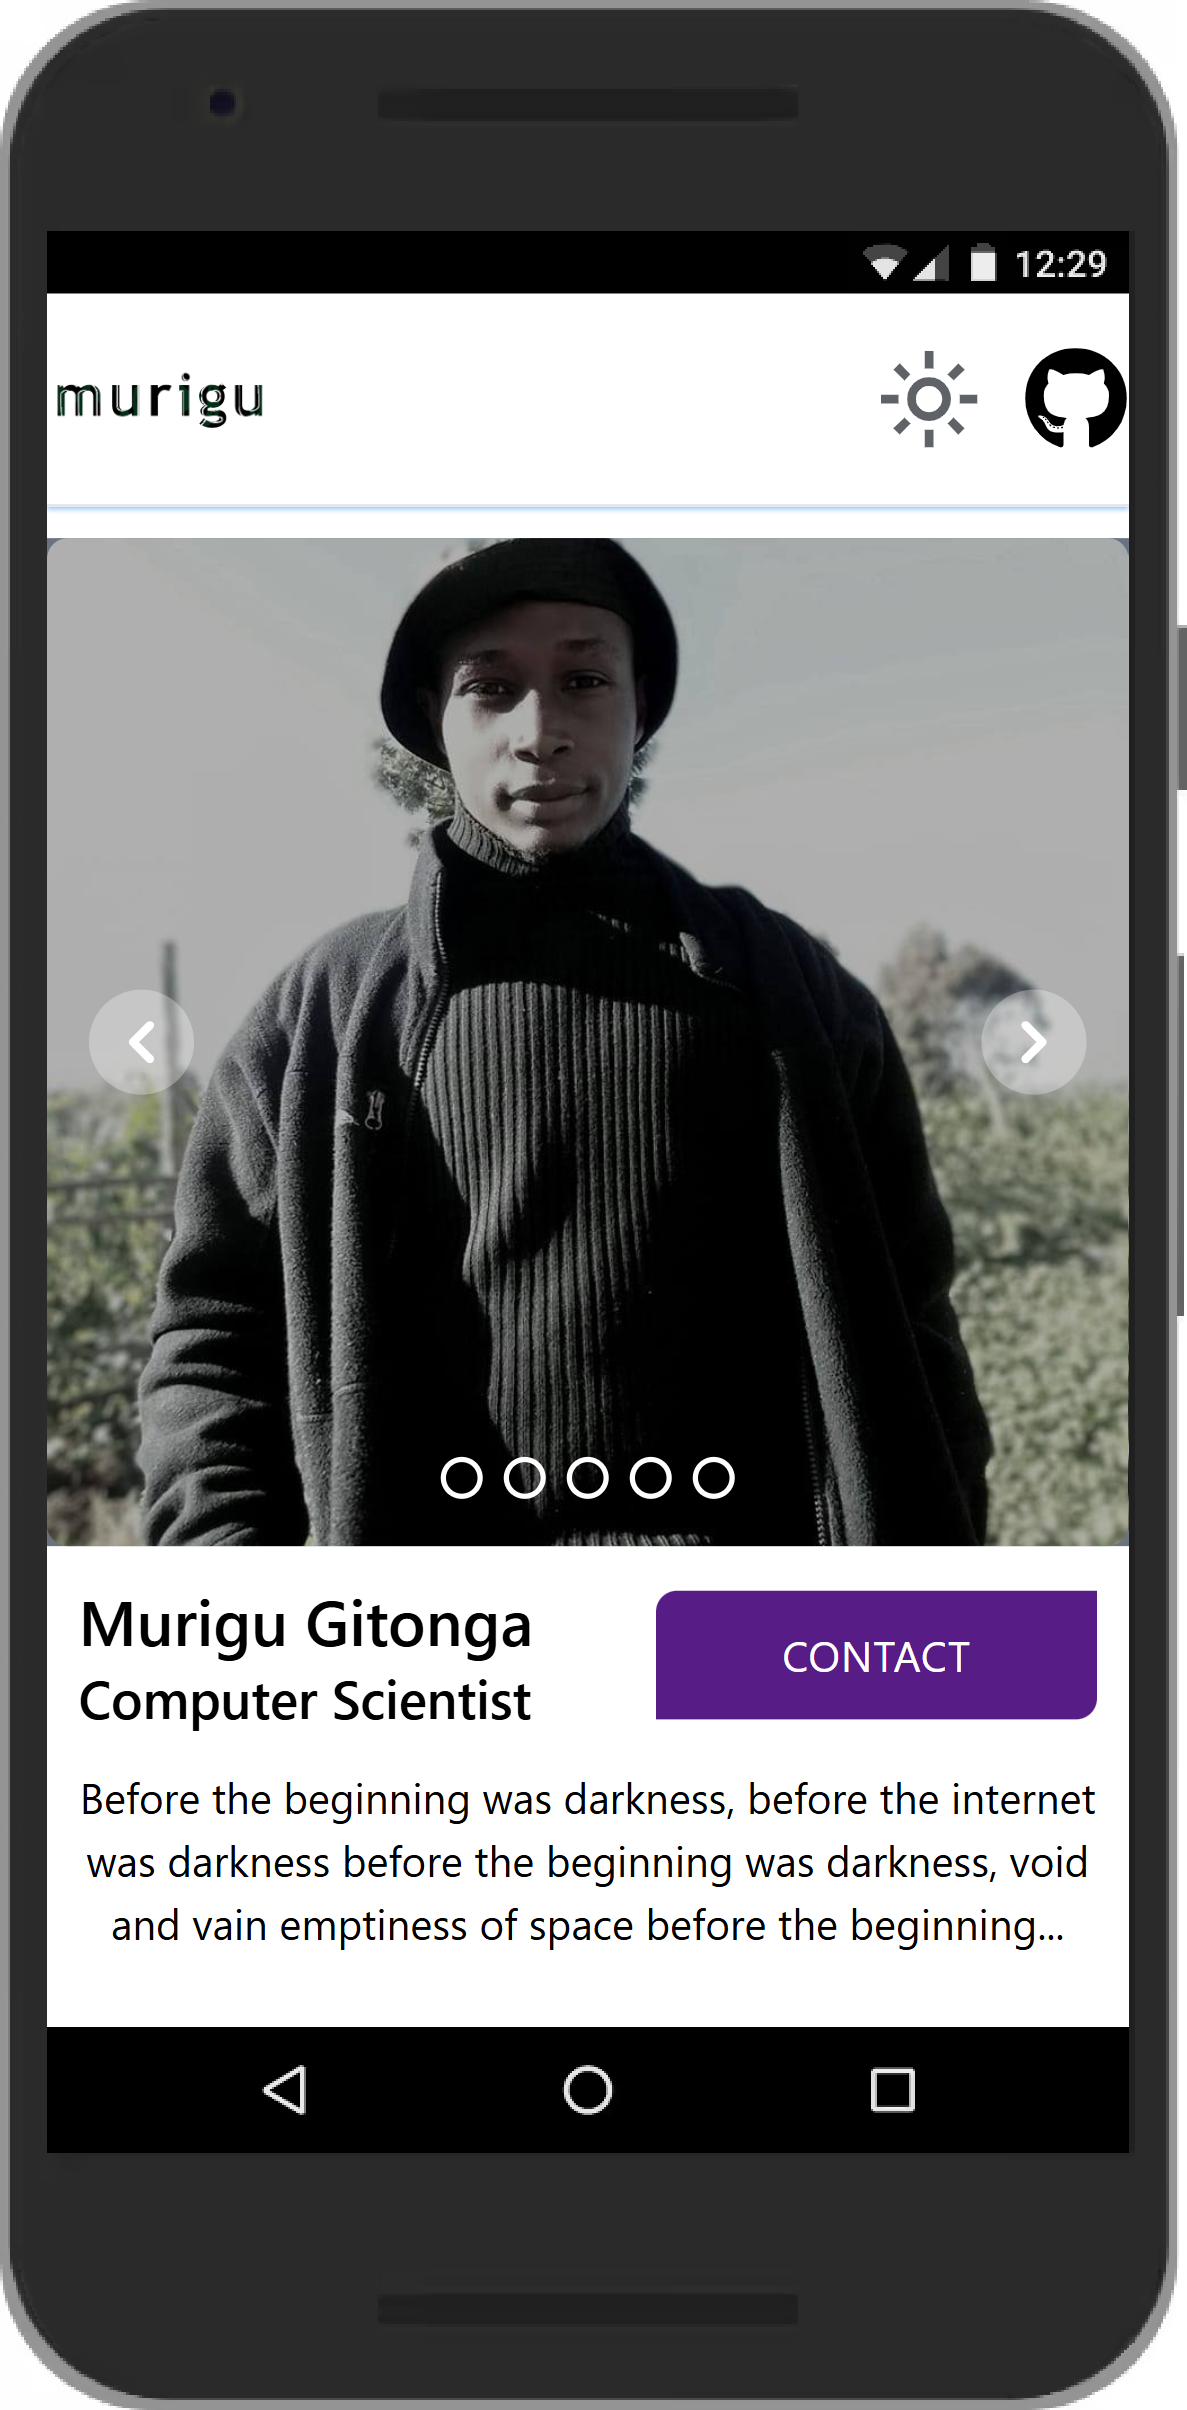 12:29
murigu
Murigu Gitonga
CONTACT
Computer Scientist
Before the beginning was darkness, before the internet
was darkness before the beginning was darkness, void
and vain emptiness of space before the beginning...